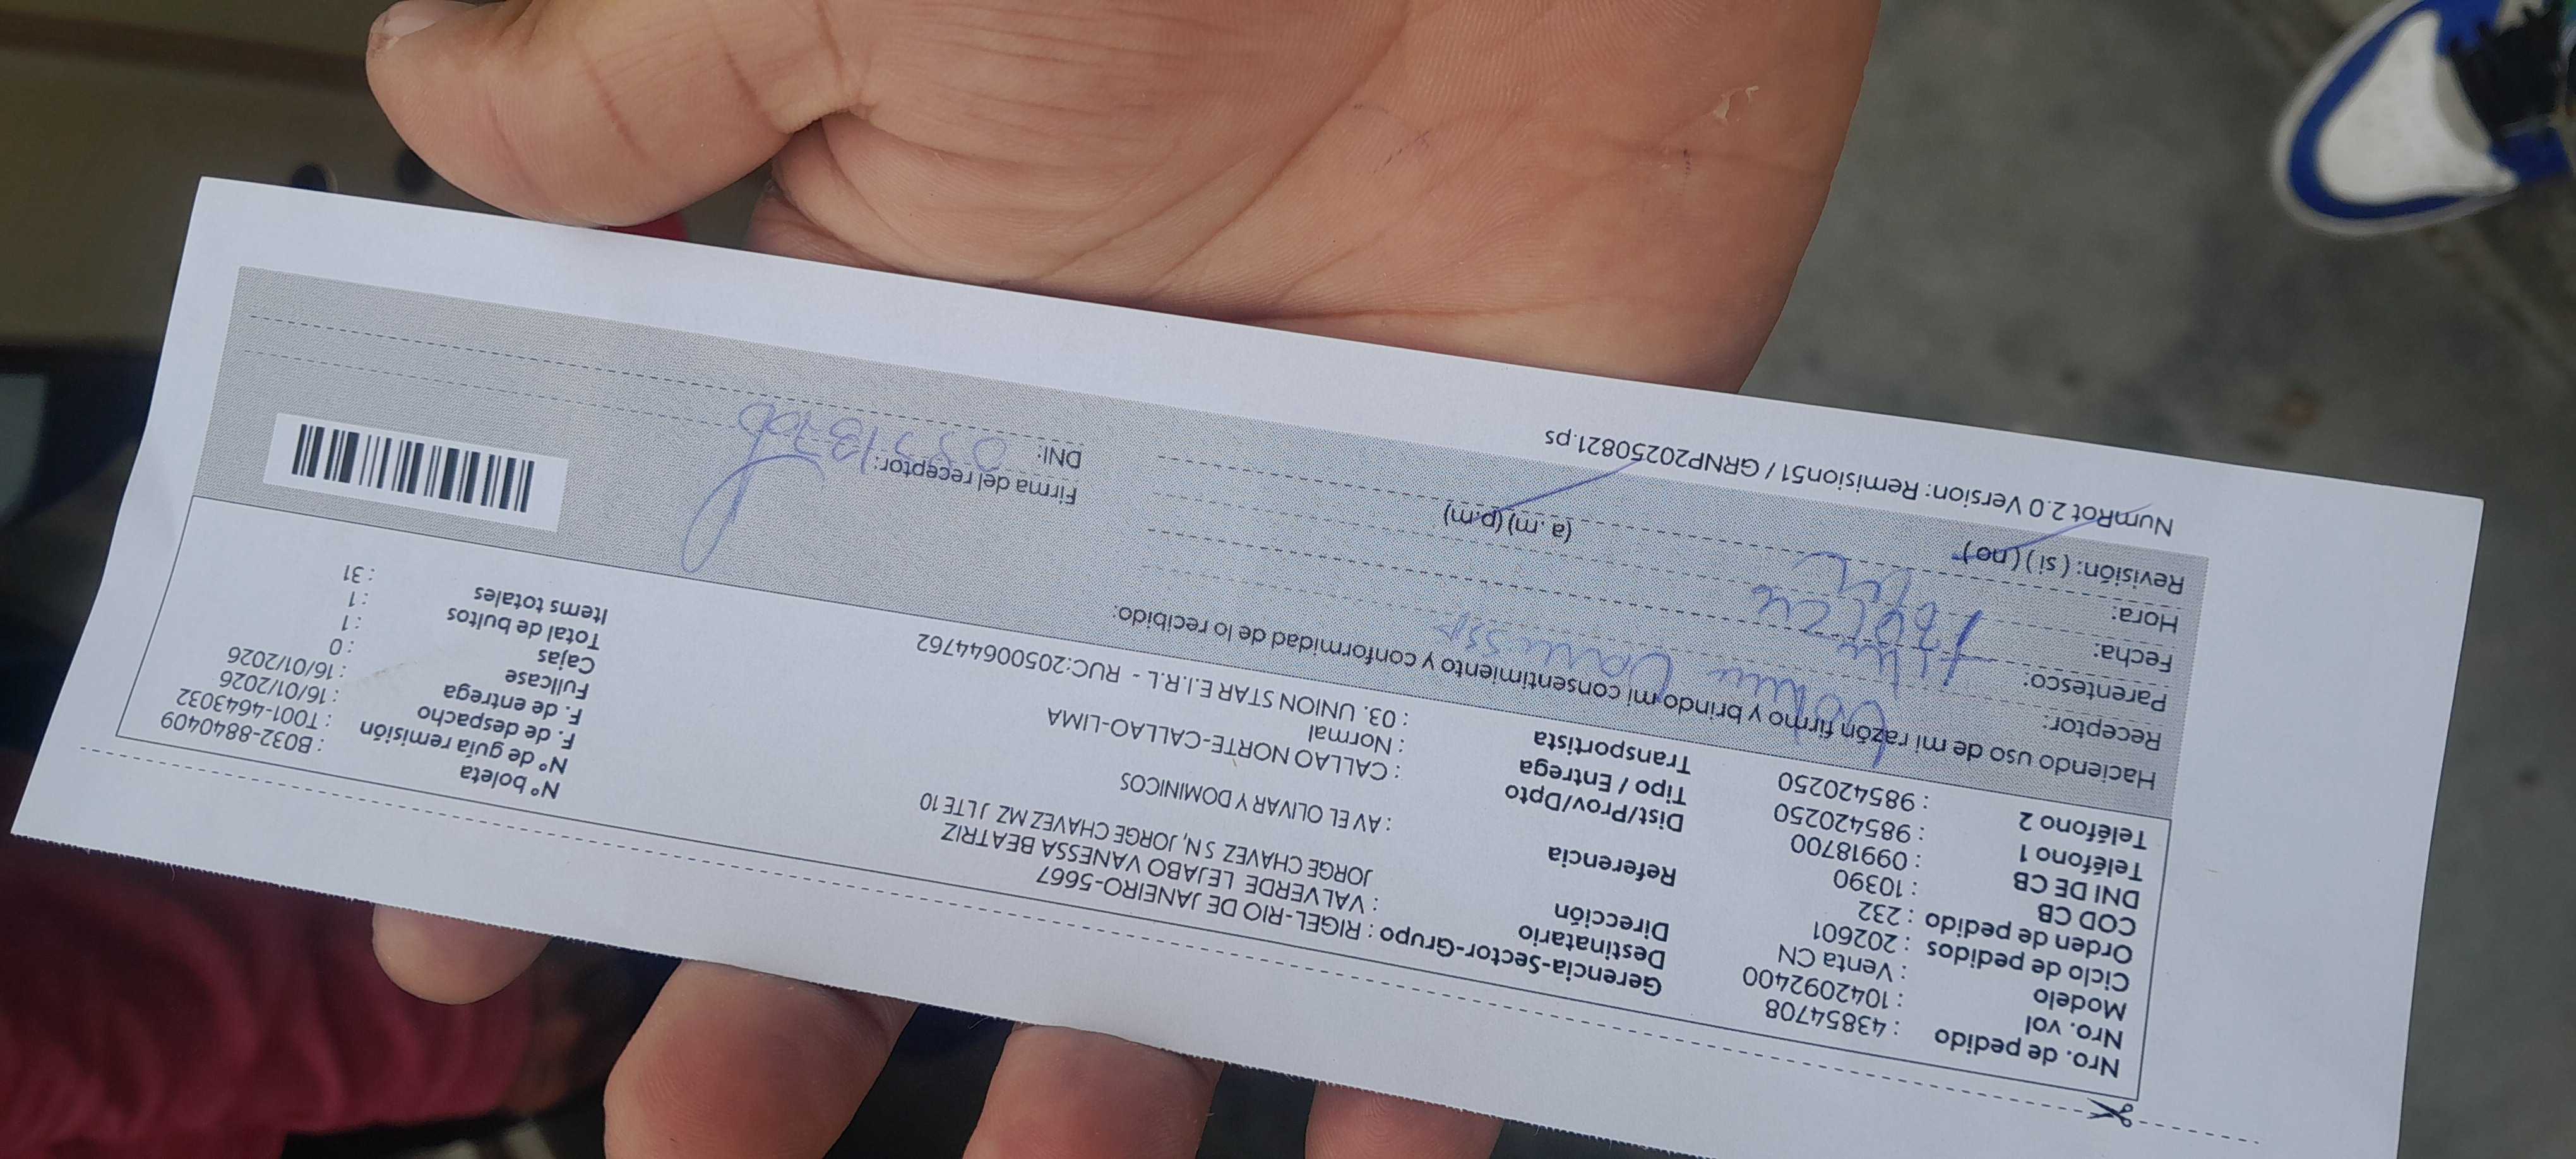 Nro. de pedido : 43854708
Nro. vol : 1042092400
Modelo : Venta CN
Ciclo de pedidos : 202601
Orden de pedido : 232
COD CB : 10390
DNI DE CB : 09918700
Teléfono 1 : 985420250
Teléfono 2 : 985420250
Gerencia-Sector-Grupo : RIGEL-RIO DE JANEIRO-5667
Destinatario : VALVERDE LEJABO VANESSA BEATRIZ
Dirección JORGE CHAVEZ S N, JORGE CHAVEZ MZ J LTE 10
Referencia : AV EL OLIVAR Y DOMINICOS
Dist/Prov/Dpto : CALLAO NORTE-CALLAO-LIMA
Tipo / Entrega : Normal
Transportista : 03. UNION STAR E.I.R.L - RUC:20500644762
N° boleta : B032-8840409
N° de guía remisión : T001-4643032
F. de despacho : 16/01/2026
F. de entrega : 16/01/2026
Fullcase : 0
Cajas : 1
Total de bultos : 1
Items totales : 31
Haciendo uso de mi razón firmo y brindo mi consentimiento y conformidad de lo recibido:
Receptor:
Parentesco:
Fecha:
Hora: (a .m) (p.m)
Revisión: ( si ) ( no )
Firma del receptor:
DNI:
NumRot 2.0 Version: Remision51 / GRNP20250821.ps